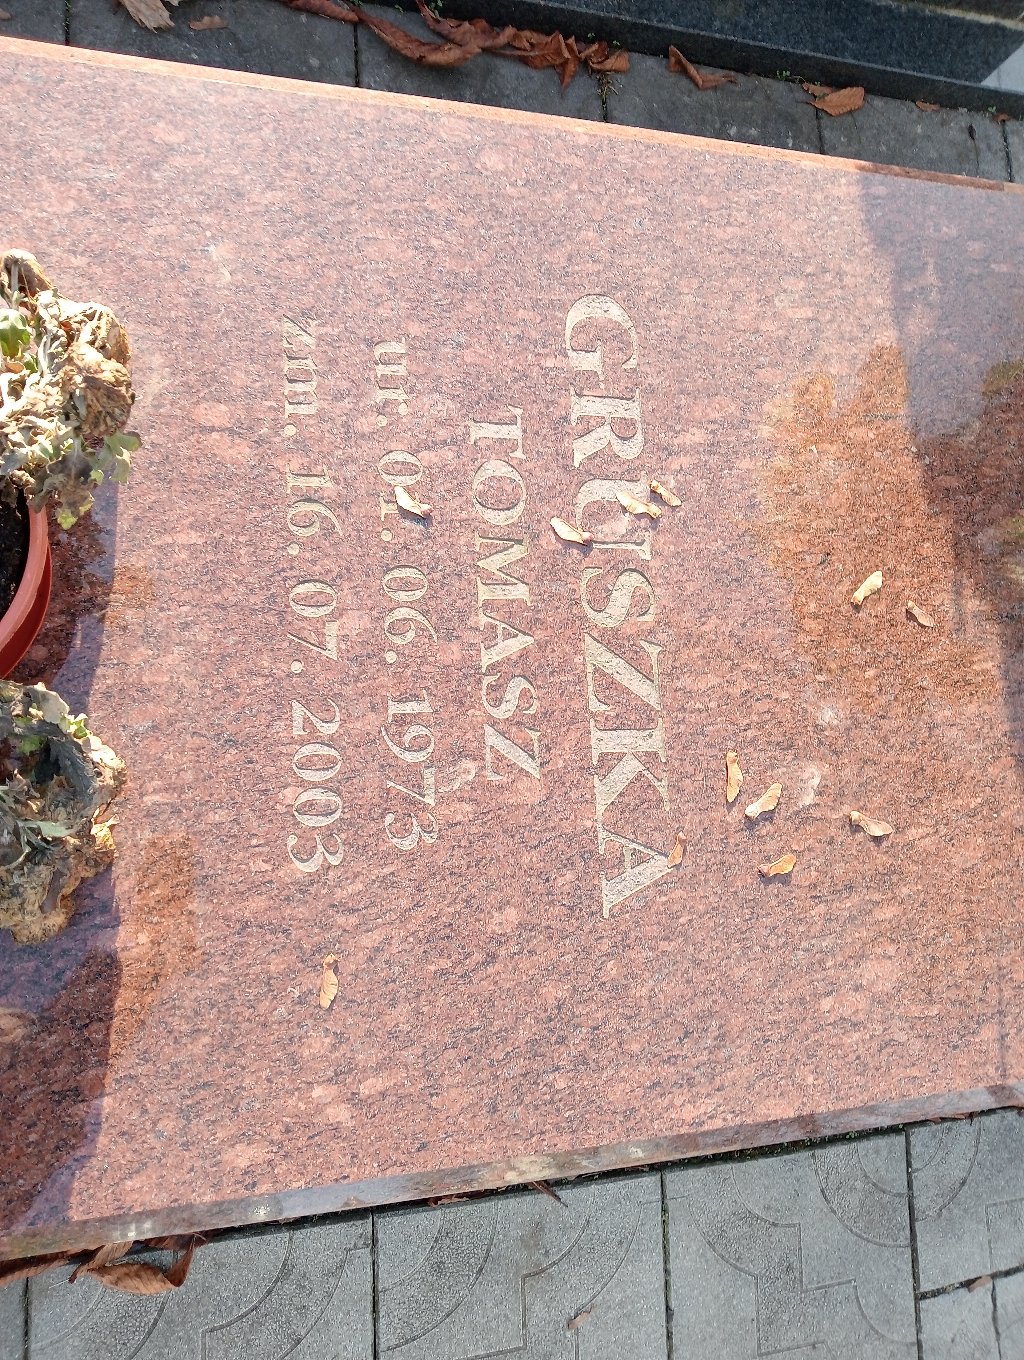 GRUSZKA
TOMASZ
ur. 01. 06. 1973
zm. 16. 07. 2003